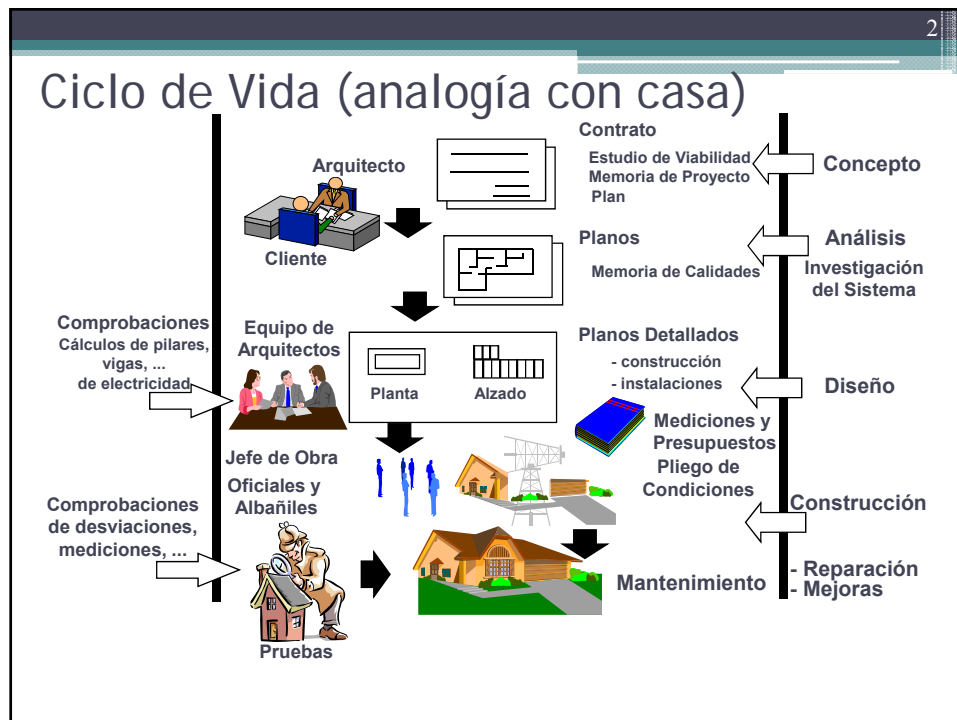 2
Ciclo de Vida (analogía con casa)
Contrato
Estudio de Viabilidad
Memoria de Proyecto
Plan
Concepto
Arquitecto
Cliente
Planos
Memoria de Calidades
Análisis
Investigación
del Sistema
Comprobaciones
Cálculos de pilares,
vigas, ...
de electricidad
Equipo de
Arquitectos
Planta
Alzado
Planos Detallados
- construcción
- instalaciones
Diseño
Mediciones y
Presupuestos
Pliego de
Condiciones
Jefe de Obra
Oficiales y
Albañiles
Construcción
Comprobaciones
de desviaciones,
mediciones, ...
Mantenimiento
- Reparación
- Mejoras
Pruebas